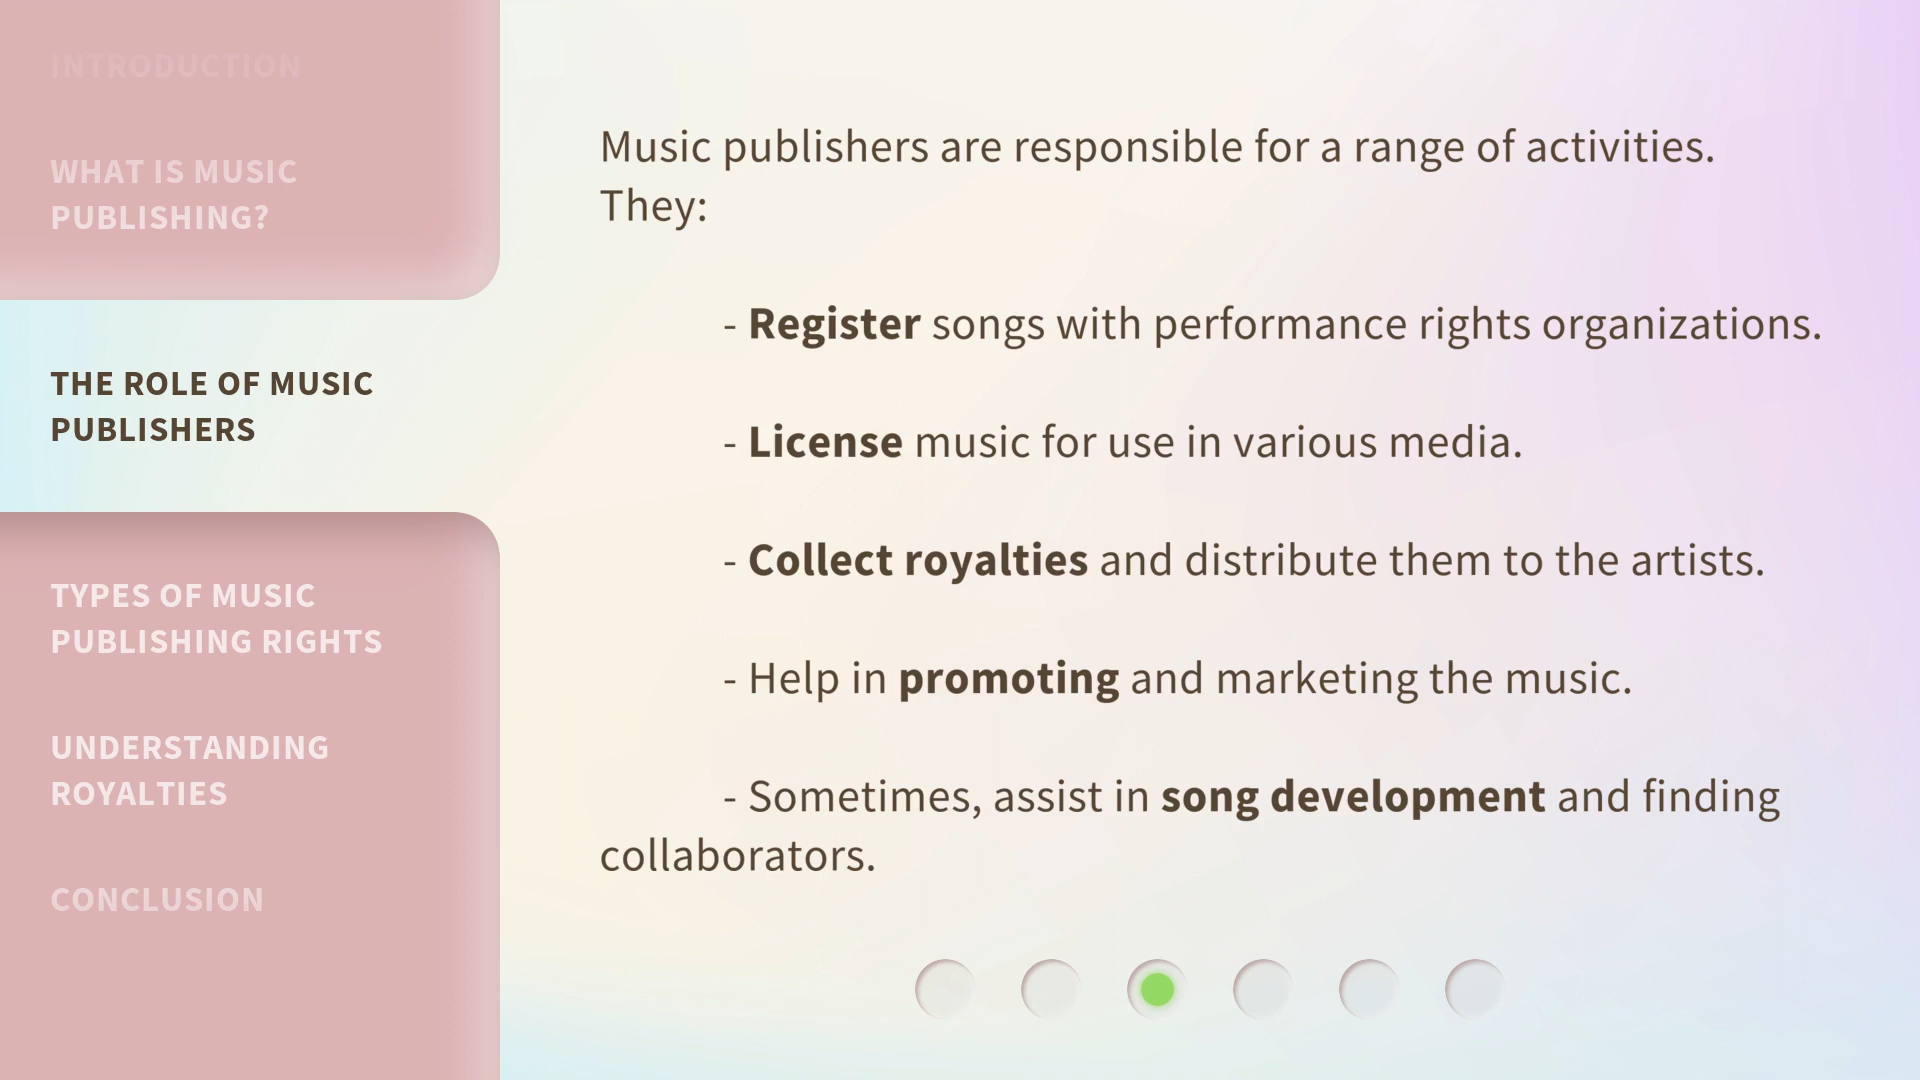 INTRODUCTION
WHAT IS MUSIC
PUBLISHING?
THE ROLE OF MUSIC
PUBLISHERS
TYPES OF MUSIC
PUBLISHING RIGHTS
UNDERSTANDING
ROYALTIES
CONCLUSION
Music publishers are responsible for a range of activities.
They:
- Register songs with performance rights organizations.
- License music for use in various media.
- Collect royalties and distribute them to the artists.
- Help in promoting and marketing the music.
- Sometimes, assist in song development and finding
collaborators.